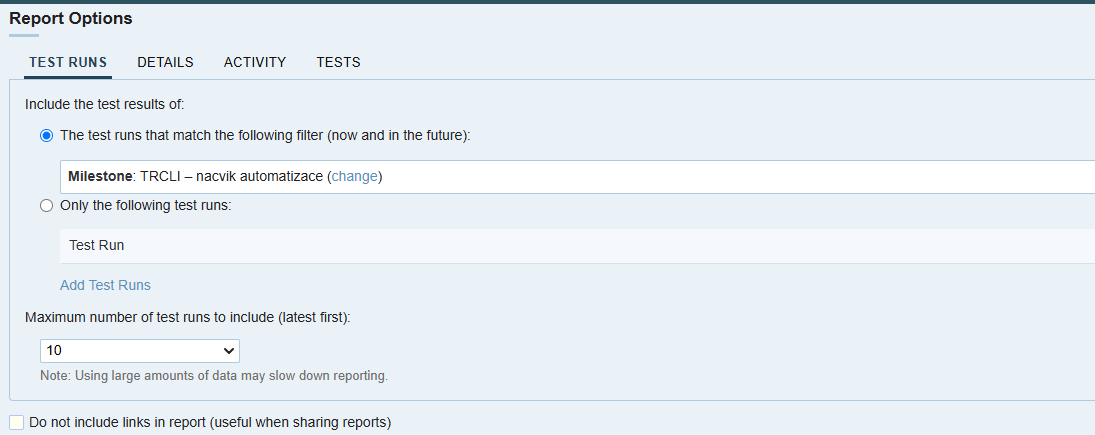 Report Options
TEST RUNS DETAILS ACTIVITY TESTS
Include the test results of:
The test runs that match the following filter (now and in the future):
Milestone: TRCLI – nacvik automatizace (change)
Only the following test runs:
Test Run
Add Test Runs
Maximum number of test runs to include (latest first):
10
Note: Using large amounts of data may slow down reporting.
Do not include links in report (useful when sharing reports)